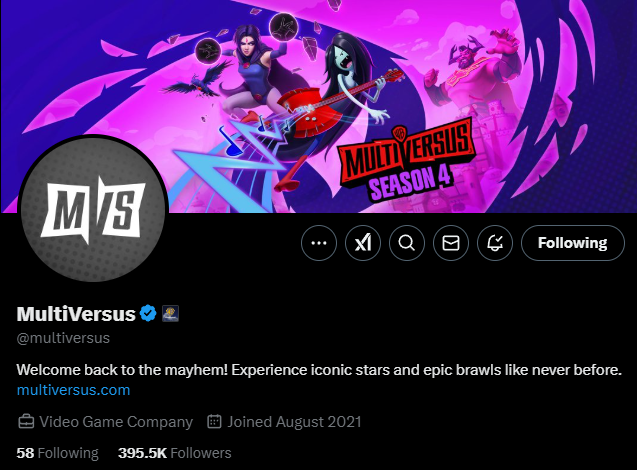 MULTIVERSUS
SEASON 4
M/S
Following
MultiVersus
@multiversus
Welcome back to the mayhem! Experience iconic stars and epic brawls like never before.
multiversus.com
Video Game Company Joined August 2021
58 Following 395.5K Followers